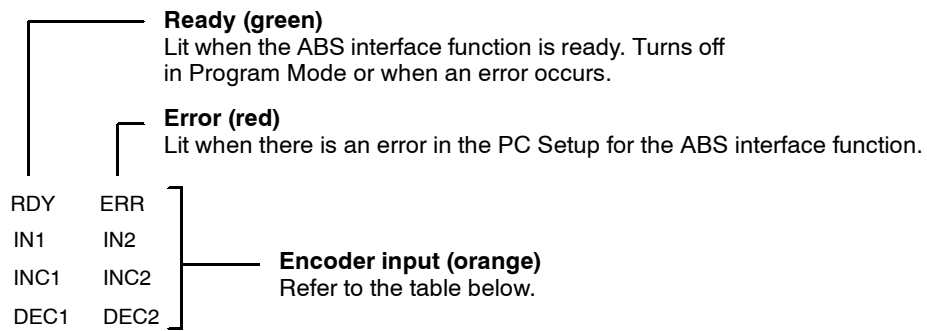 Ready (green)
Lit when the ABS interface function is ready. Turns off
in Program Mode or when an error occurs.
Error (red)
Lit when there is an error in the PC Setup for the ABS interface function.
RDY ERR
IN1 IN2
INC1 INC2
DEC1 DEC2
Encoder input (orange)
Refer to the table below.